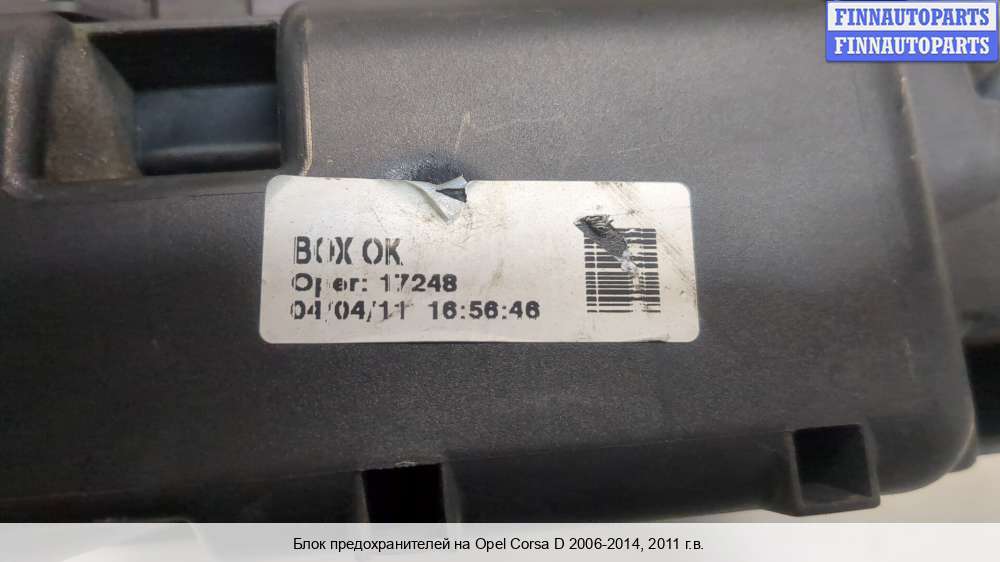 FINNAUTOPARTS
FINNAUTOPARTS
BOX OK
Oper: 17248
04/04/11 16:56:46
Блок предохранителей на Opel Corsa D 2006-2014, 2011 г.в.